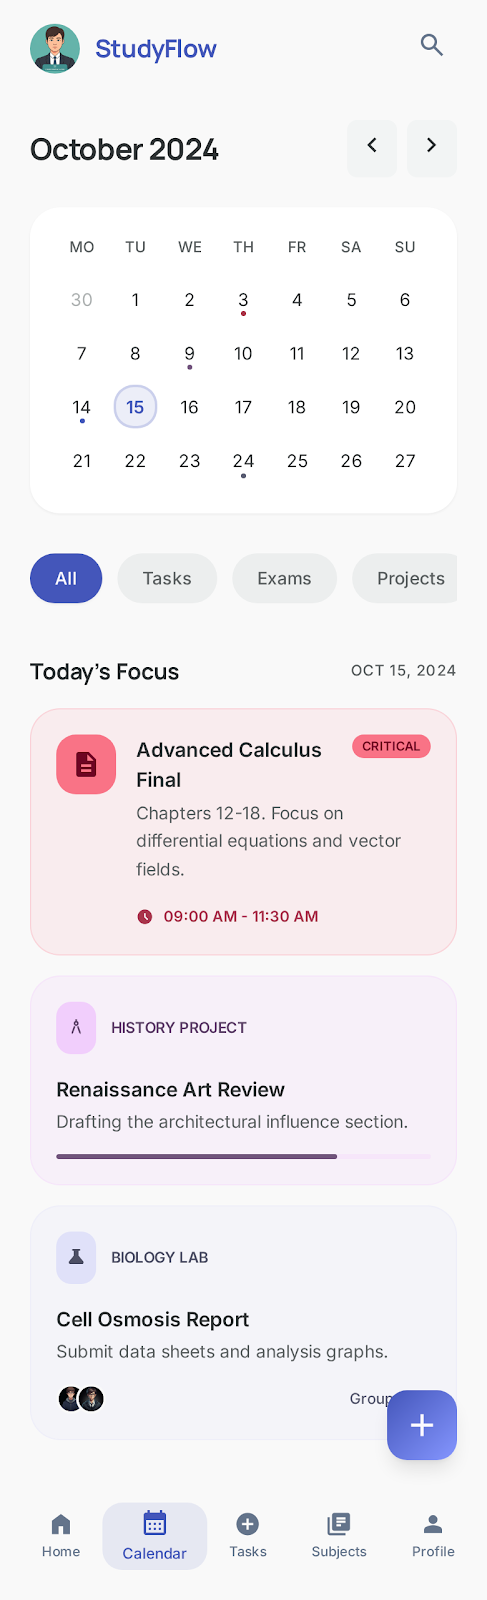 StudyFlow
October 2024
MO TU WE TH FR SA SU
30 1 2 3 4 5 6
7 8 9 10 11 12 13
14 15 16 17 18 19 20
21 22 23 24 25 26 27
All Tasks Exams Projects
Today's Focus OCT 15, 2024
Advanced Calculus CRITICAL
Final
Chapters 12-18. Focus on
differential equations and vector
fields.
09:00 AM - 11:30 AM
HISTORY PROJECT
Renaissance Art Review
Drafting the architectural influence section.
BIOLOGY LAB
Cell Osmosis Report
Submit data sheets and analysis graphs.
Group
Home Calendar Tasks Subjects Profile